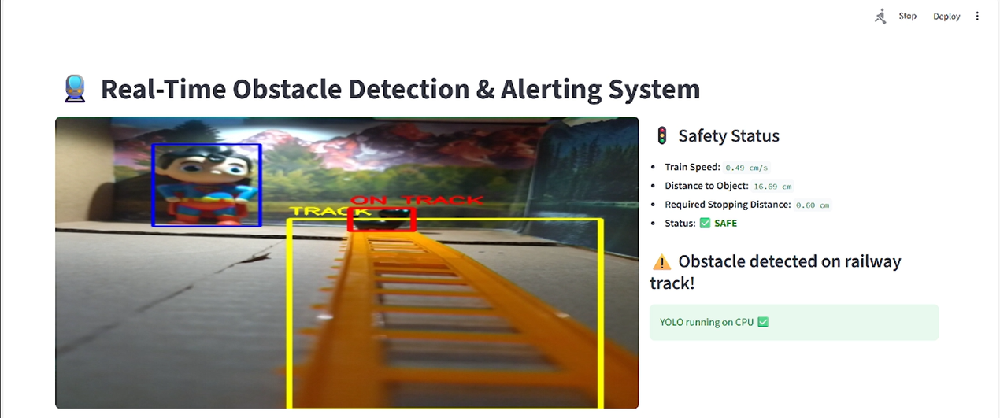 Stop Deploy
Real-Time Obstacle Detection & Alerting System
ON TRACK
TRACK
Safety Status
Train Speed: 0.49 cm/s
Distance to Object: 16.69 cm
Required Stopping Distance: 0.60 cm
Status: ✅ SAFE
⚠️ Obstacle detected on railway
track!
YOLO running on CPU ✅